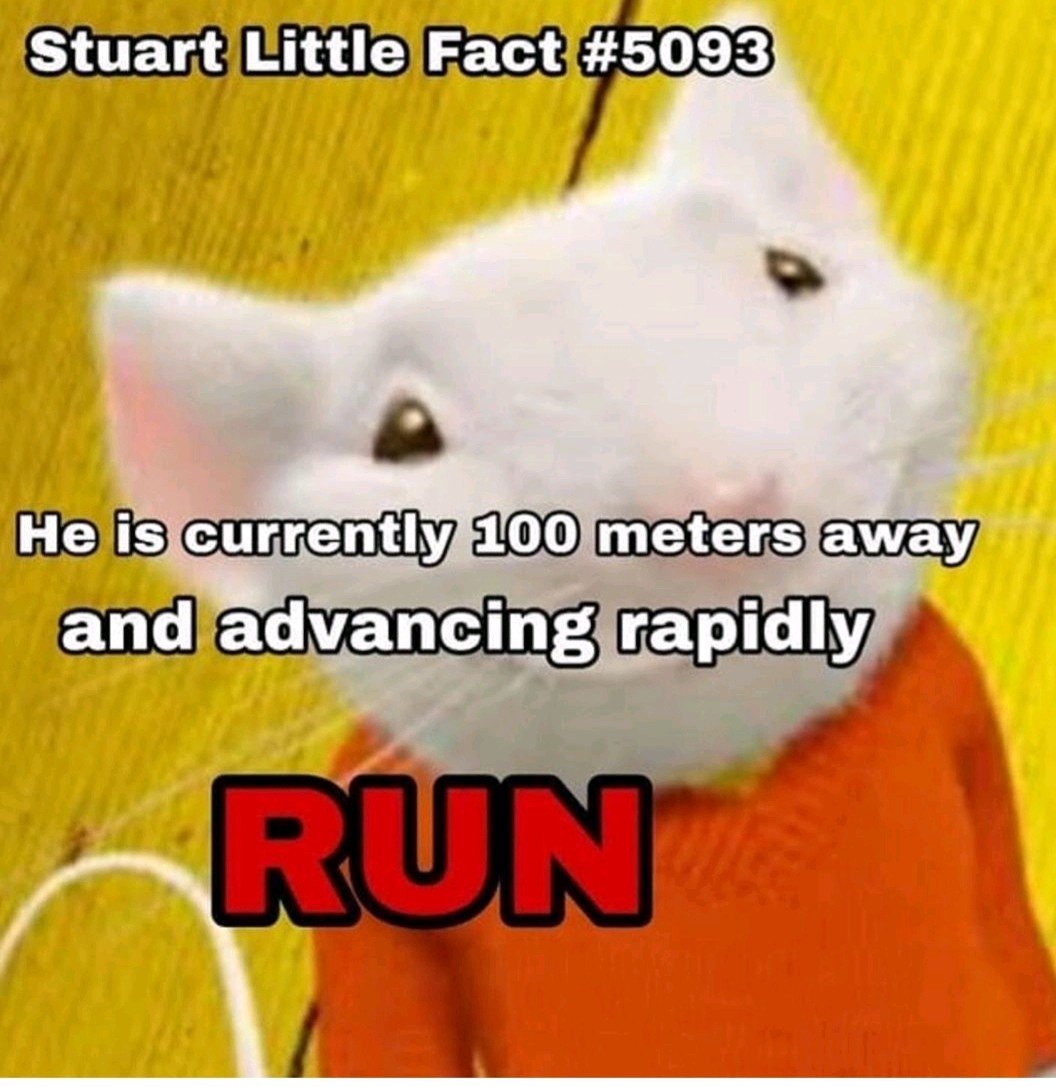 Stuart Little Fact #5093
He is currently 100 meters away
and advancing rapidly
RUN